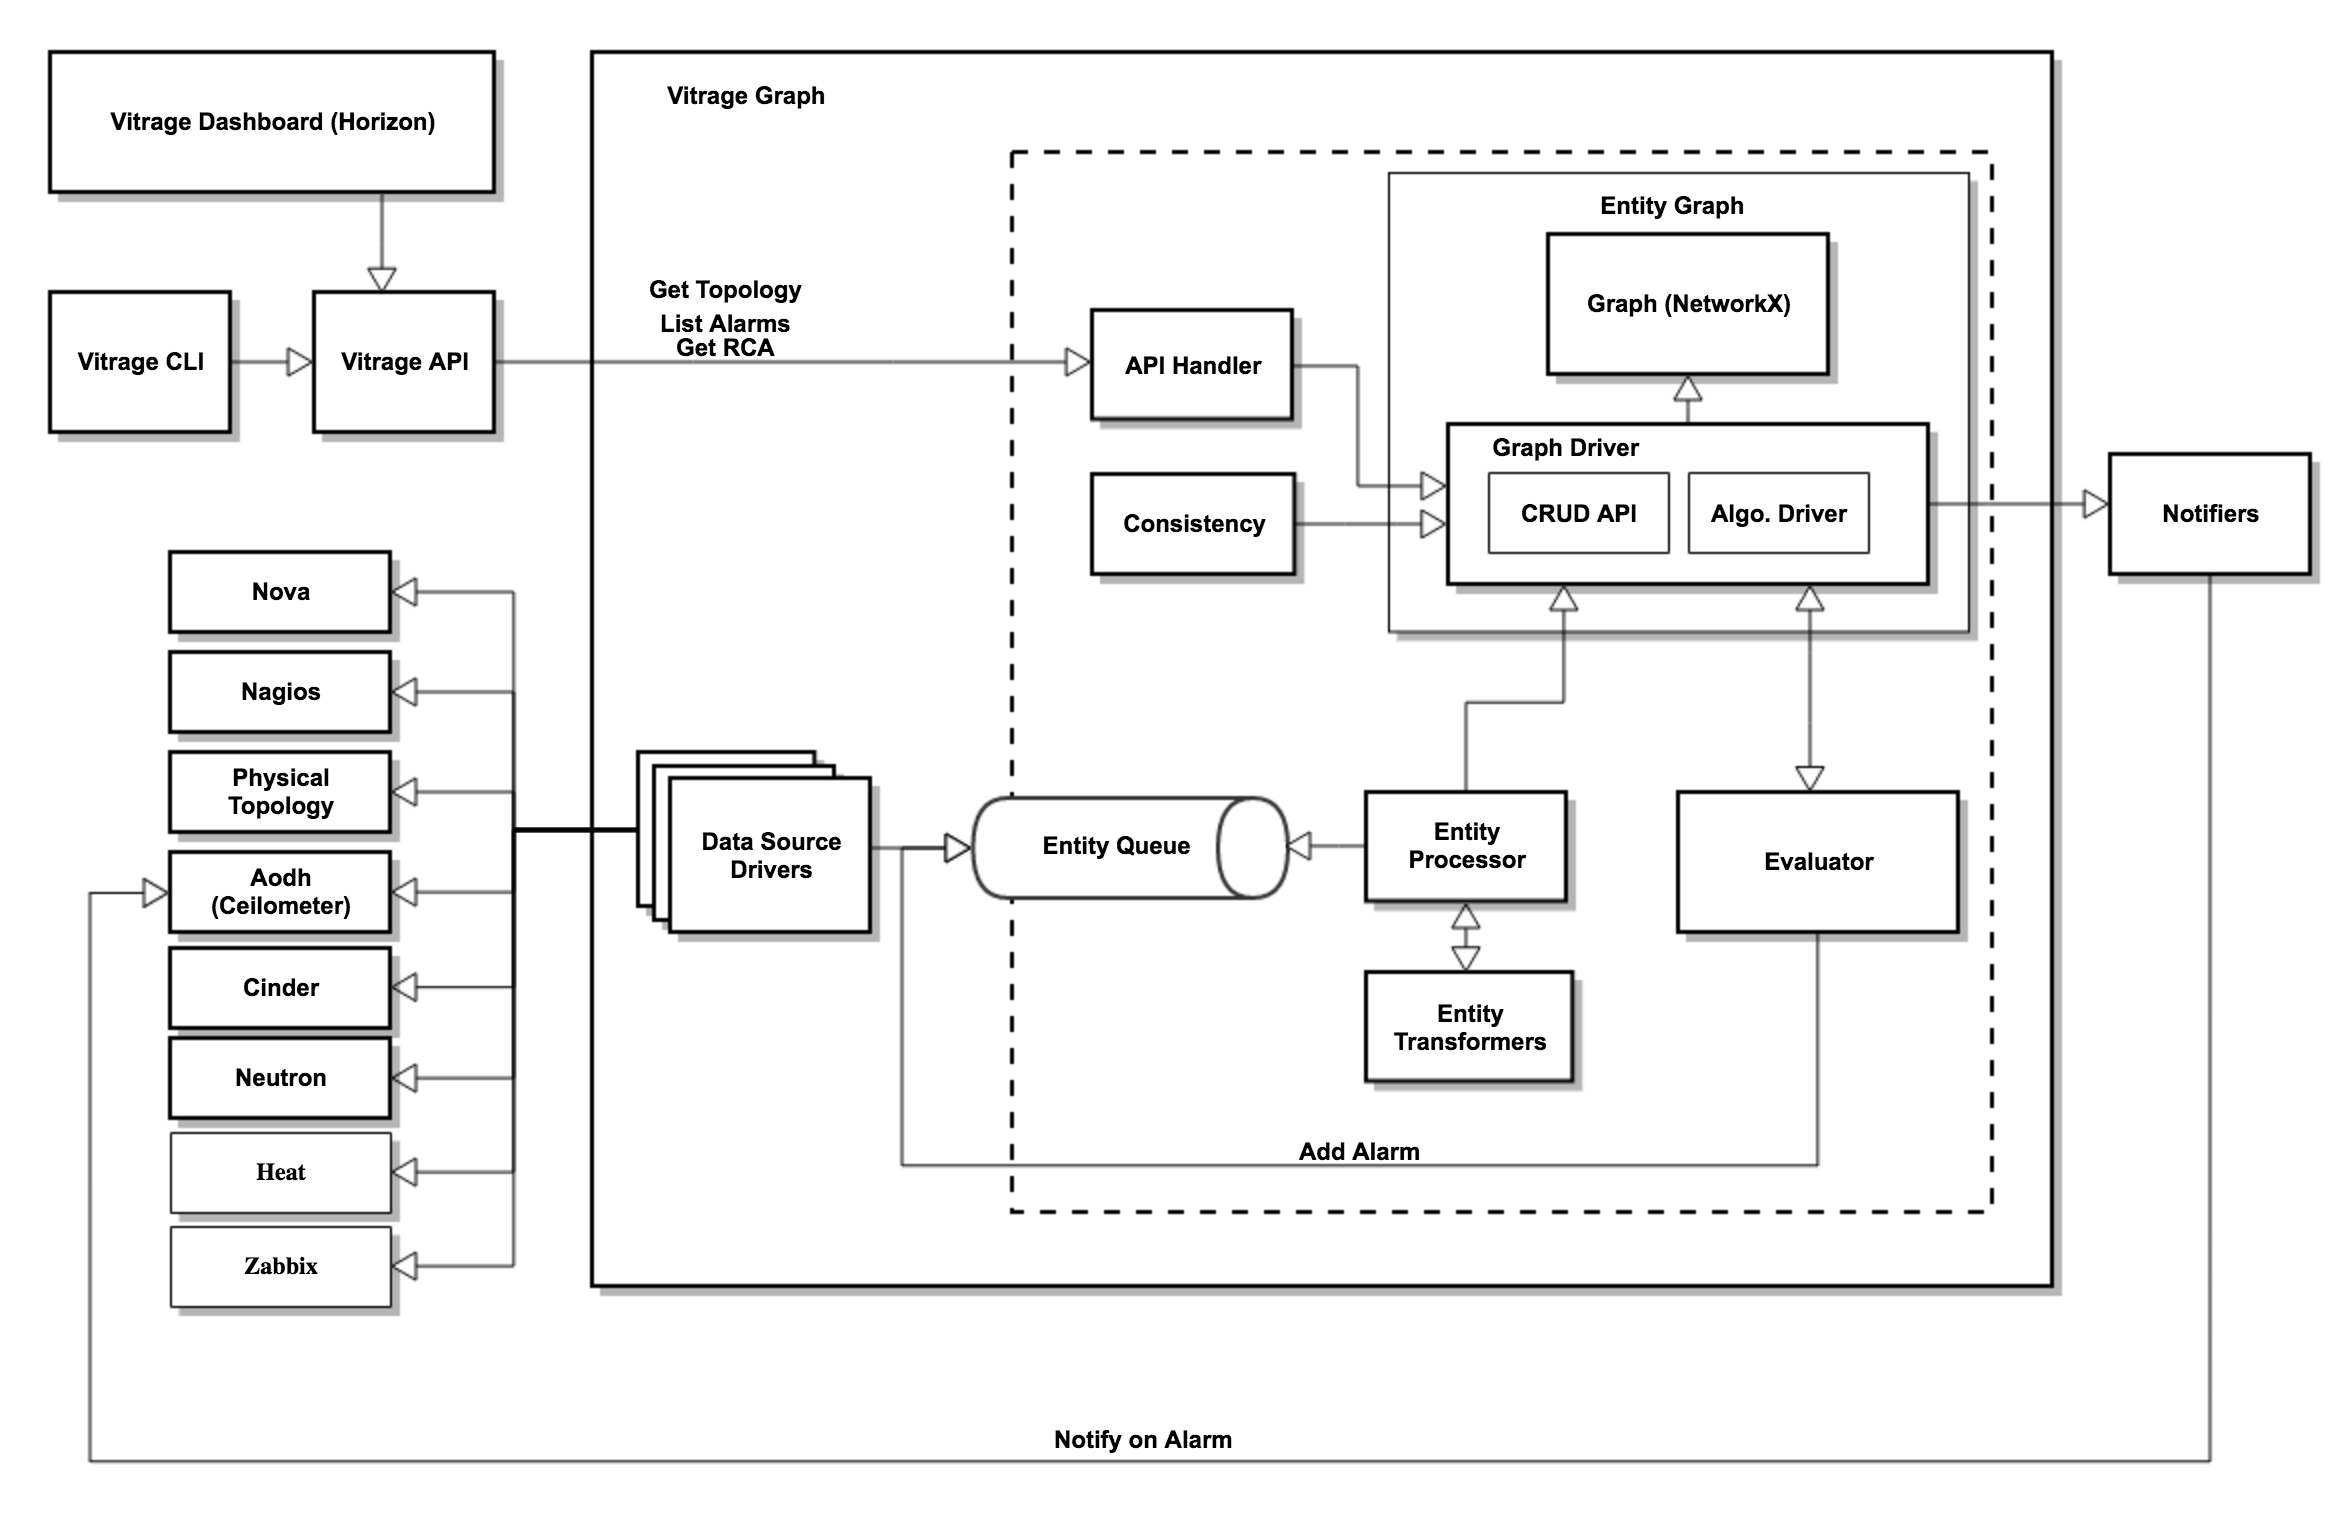 Vitrage Dashboard (Horizon)
Vitrage CLI
Vitrage API
Vitrage Graph
Get Topology
List Alarms
Get RCA
API Handler
Consistency
Entity Graph
Graph (NetworkX)
Graph Driver
CRUD API
Algo. Driver
Notifiers
Nova
Nagios
Physical
Topology
Aodh
(Ceilometer)
Cinder
Neutron
Heat
Zabbix
Data Source
Drivers
Entity Queue
Entity
Processor
Evaluator
Entity
Transformers
Add Alarm
Notify on Alarm